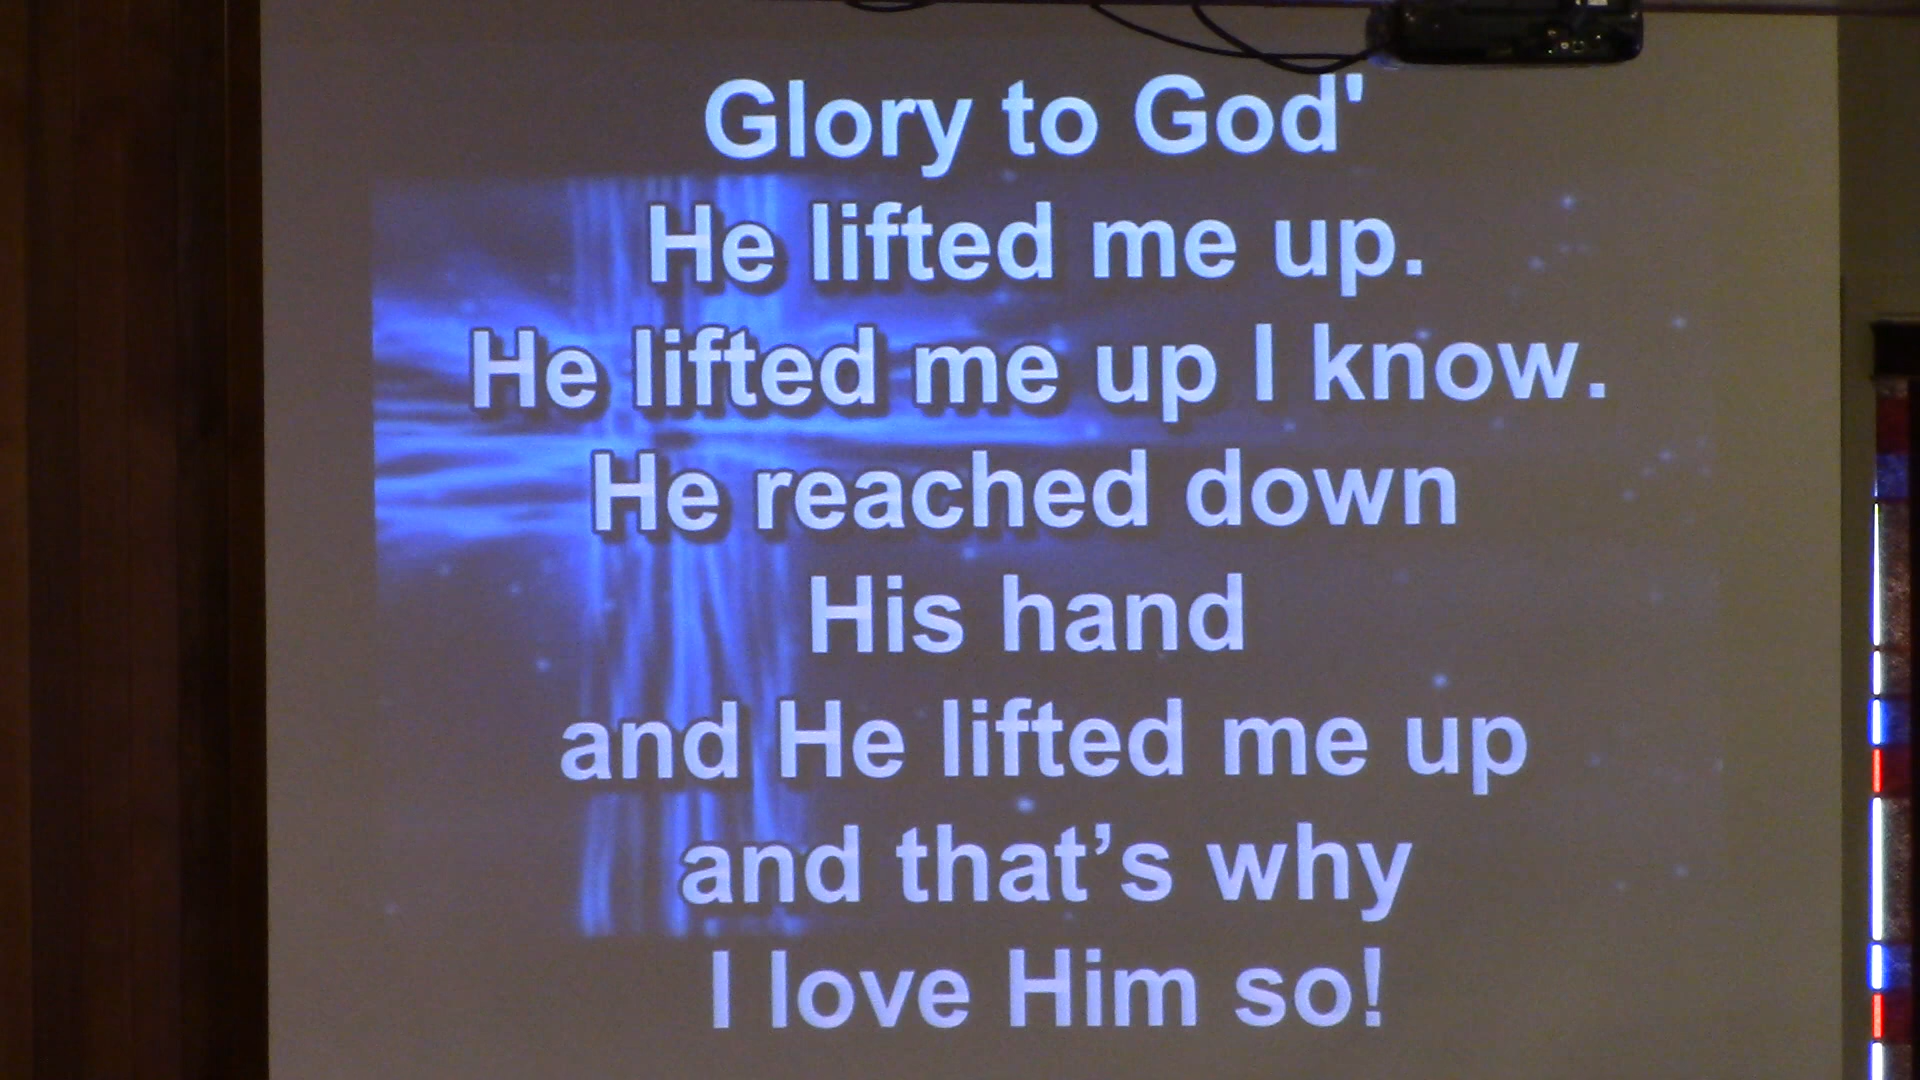 Glory to God'
He lifted me up.
He lifted me up I know.
He reached down
His hand
and He lifted me up
and that’s why
I love Him so!